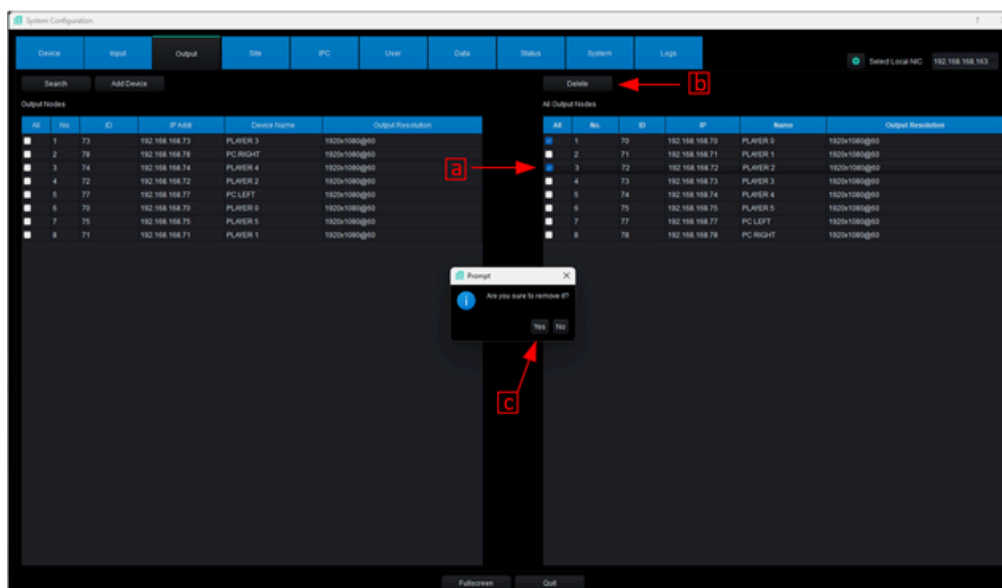 System Configuration ?
Device Input Output Site IPC User Data Status System Logs
Select Local NIC 192.168.168.163
Search Add Device Delete b
Output Nodes All Output Nodes
All No. ID IP Addr Device Name Output Resolution All No. ID IP Name Output Resolution
1 73 192.168.168.73 PLAYER 3 1920x1080@60 1 70 192.168.168.70 PLAYER 0 1920x1080@60
2 78 192.168.168.78 PC RIGHT 1920x1080@60 2 71 192.168.168.71 PLAYER 1 1920x1080@60
3 74 192.168.168.74 PLAYER 4 1920x1080@60 a 3 72 192.168.168.72 PLAYER 2 1920x1080@60
4 72 192.168.168.72 PLAYER 2 1920x1080@60 4 73 192.168.168.73 PLAYER 3 1920x1080@60
5 77 192.168.168.77 PC LEFT 1920x1080@60 5 74 192.168.168.74 PLAYER 4 1920x1080@60
6 70 192.168.168.70 PLAYER 0 1920x1080@60 6 75 192.168.168.75 PLAYER 5 1920x1080@60
7 75 192.168.168.75 PLAYER 5 1920x1080@60 7 77 192.168.168.77 PC LEFT 1920x1080@60
8 71 192.168.168.71 PLAYER 1 1920x1080@60 8 78 192.168.168.78 PC RIGHT 1920x1080@60
Prompt
Are you sure to remove it?
Yes No
c
Fullscreen Quit